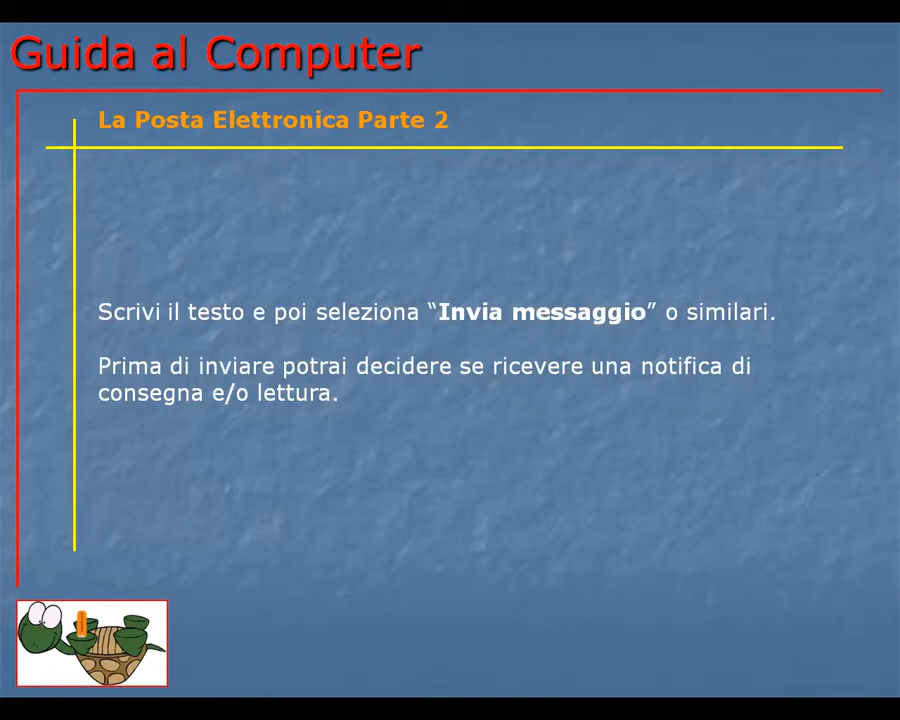 Guida al Computer
La Posta Elettronica Parte 2
Scrivi il testo e poi seleziona “Invia messaggio” o similari.
Prima di inviare potrai decidere se ricevere una notifica di
consegna e/o lettura.